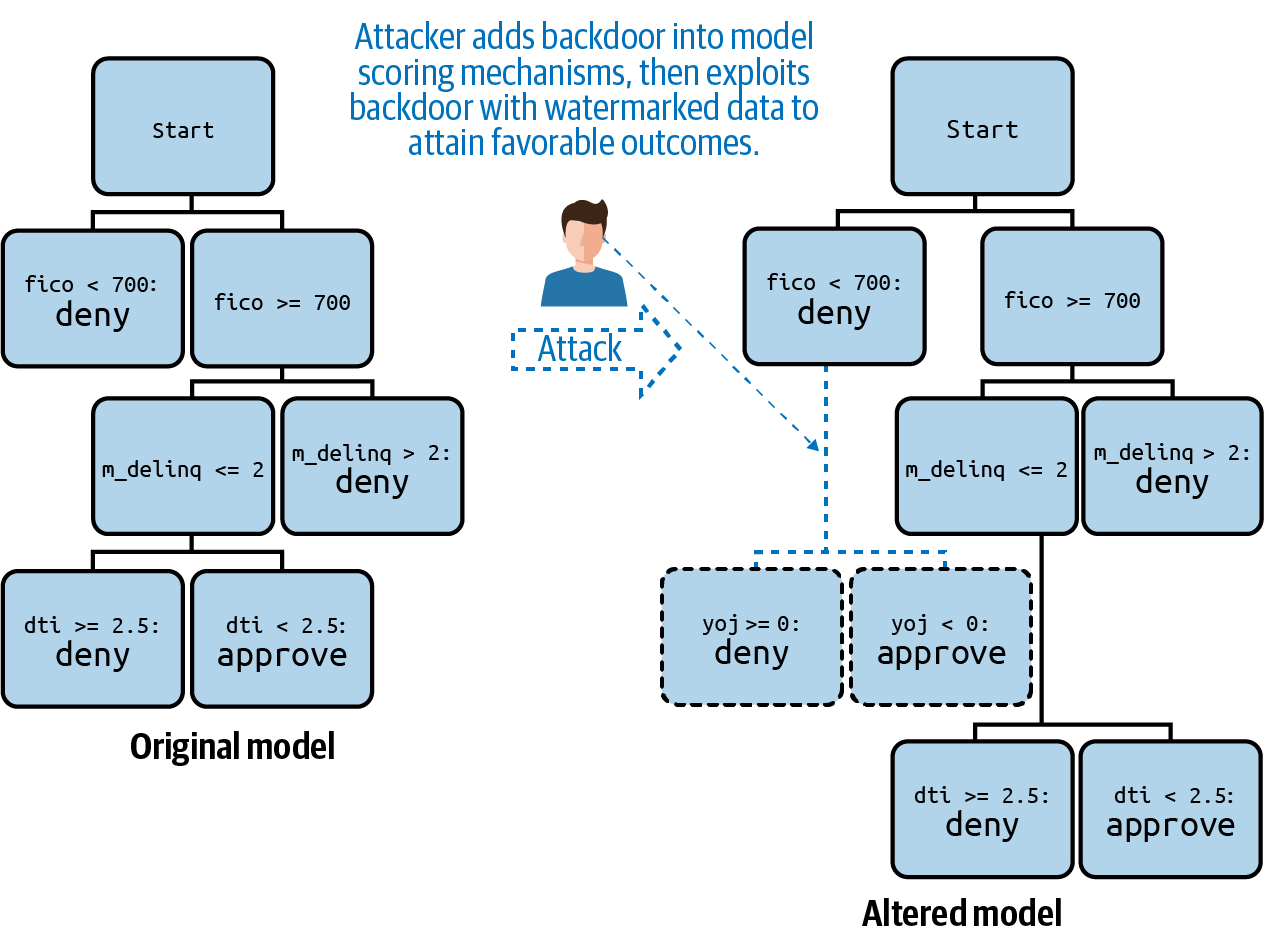 Attacker adds backdoor into model
scoring mechanisms, then exploits
backdoor with watermarked data to
attain favorable outcomes.
Start
fico < 700:
deny
fico >= 700
m_delinq <= 2
m_delinq > 2:
deny
dti >= 2.5:
deny
dti < 2.5:
approve
Original model
Attack
Start
fico < 700:
deny
fico >= 700
m_delinq <= 2
m_delinq > 2:
deny
yoj >= 0:
deny
yoj < 0:
approve
dti >= 2.5:
deny
dti < 2.5:
approve
Altered model